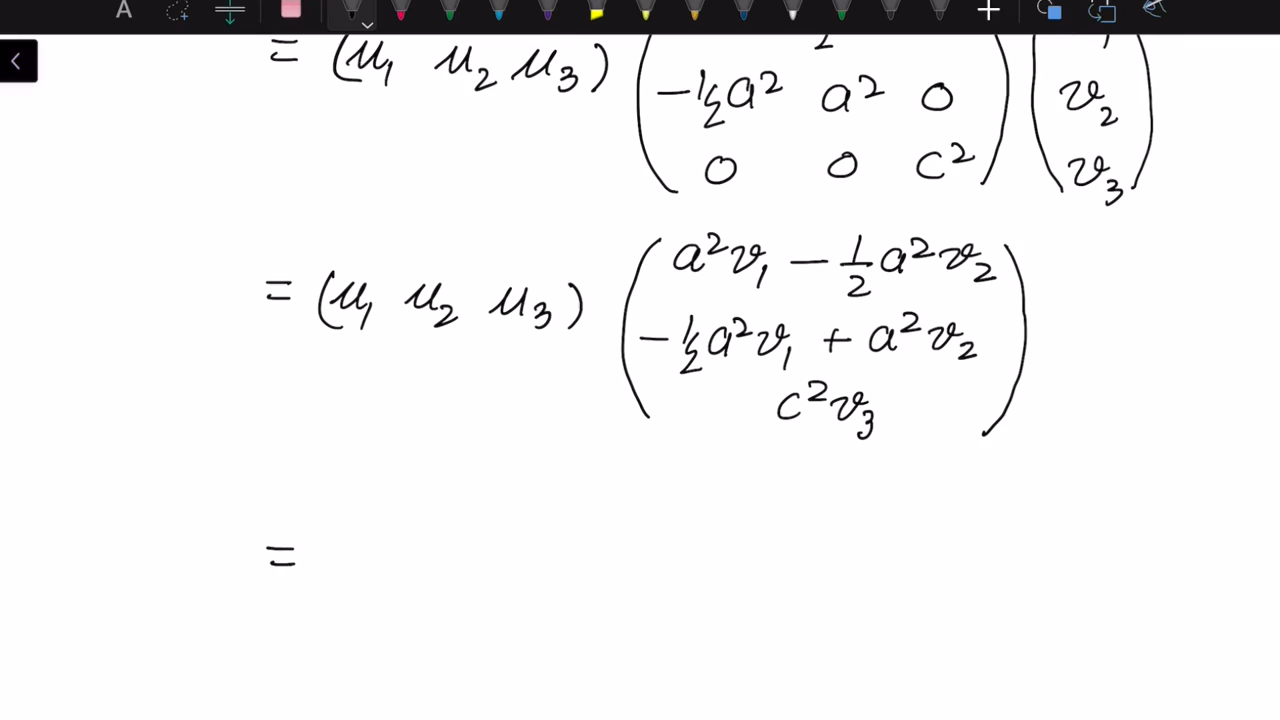 A
= (u₁ u₂ u₃) ( 2
-½a² a² 0 v₂
0 0 c² ) v₃ )
= (u₁ u₂ u₃) ( a²v₁ - ½a²v₂
-½a²v₁ + a²v₂
c²v₃ )
=